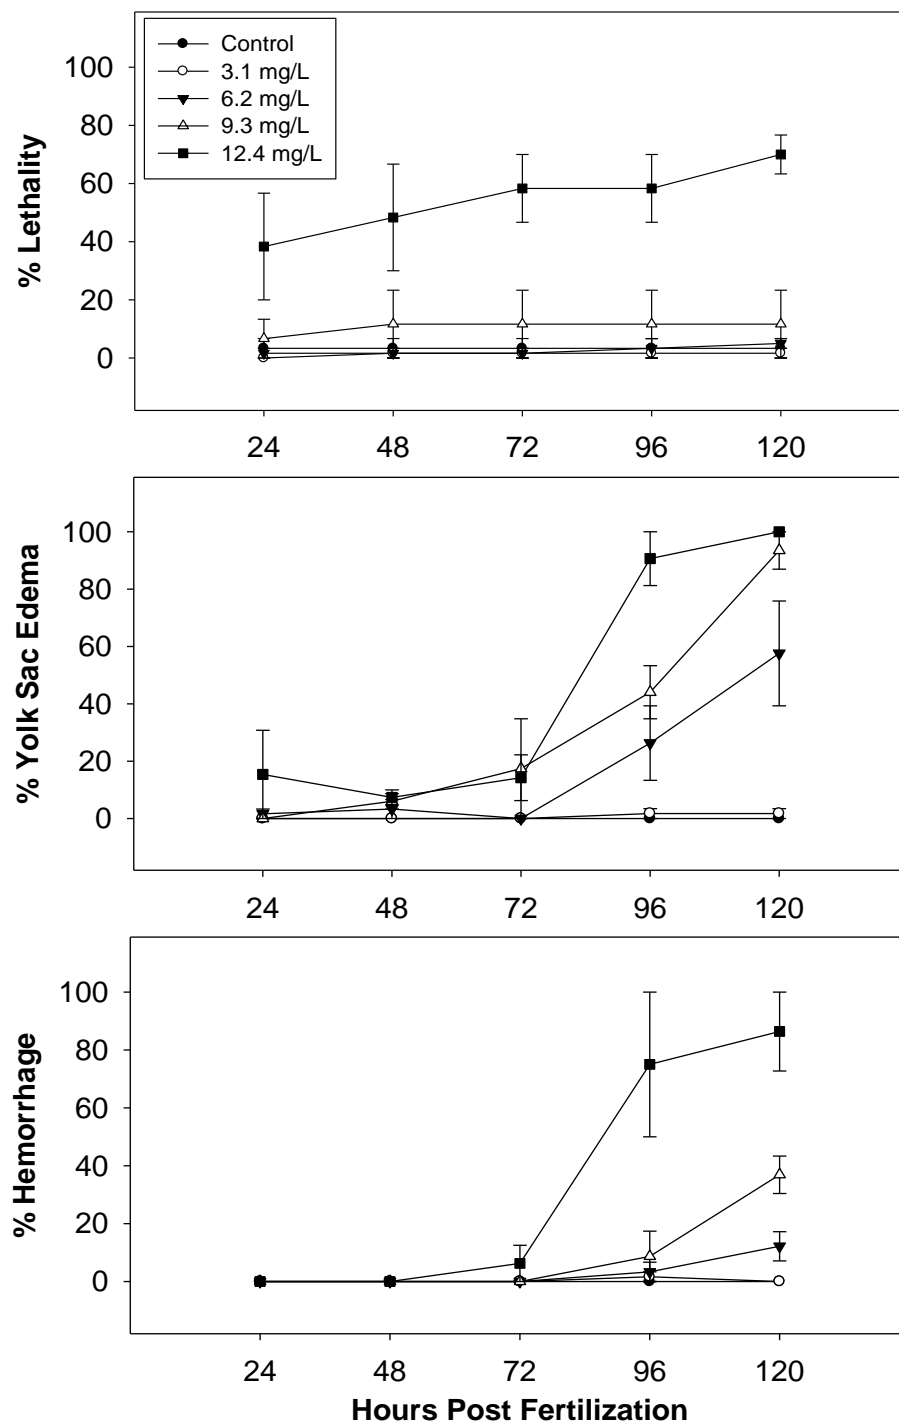 Control
3.1 mg/L
6.2 mg/L
9.3 mg/L
12.4 mg/L
% Lethality
100
80
60
40
20
0
24 48 72 96 120
% Yolk Sac Edema
100
80
60
40
20
0
24 48 72 96 120
% Hemorrhage
100
80
60
40
20
0
24 48 72 96 120
Hours Post Fertilization